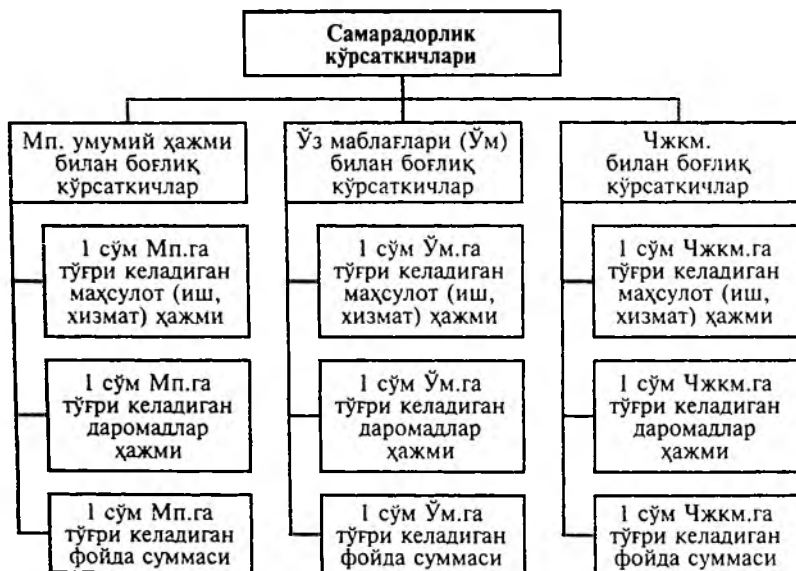 Самарадорлик
кўрсаткичлари
Мп. умумий ҳажми
билан боғлиқ
кўрсаткичлар
1 сўм Мп.га
тўғри келадиган
маҳсулот (иш,
хизмат) ҳажми
1 сўм Мп.га
тўғри келадиган
даромадлар
ҳажми
1 сўм Мп.га
тўғри келадиган
фойда суммаси
Ўз маблағлари (Ўм)
билан боғлиқ
кўрсаткичлар
1 сўм Ўм.га
тўғри келадиган
маҳсулот (иш,
хизмат) ҳажми
1 сўм Ўм.га
тўғри келадиган
даромадлар
ҳажми
1 сўм Ўм.га
тўғри келадиган
фойда суммаси
Чжкм.
билан боғлиқ
кўрсаткичлар
1 сўм Чжкм.га
тўғри келадиган
маҳсулот (иш,
хизмат) ҳажми
1 сўм Чжкм.га
тўғри келадиган
даромадлар
ҳажми
1 сўм Чжкм.га
тўғри келадиган
фойда суммаси